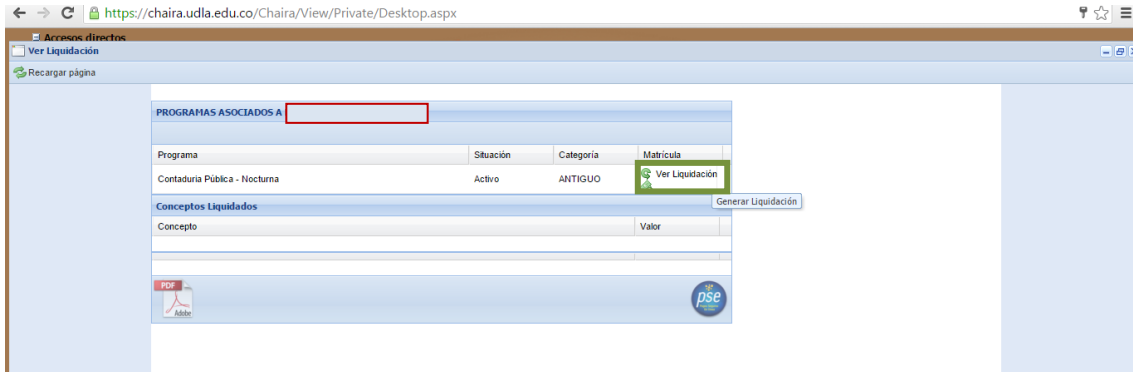 https://chaira.udla.edu.co/Chaira/View/Private/Desktop.aspx
Accesos directos
Ver Liquidación
Recargar página
PROGRAMAS ASOCIADOS A
Programa Situación Categoría Matrícula
Contaduria Pública - Nocturna Activo ANTIGUO Ver Liquidación
Generar Liquidación
Conceptos Liquidados
Concepto Valor
PDF
Adobe
pse